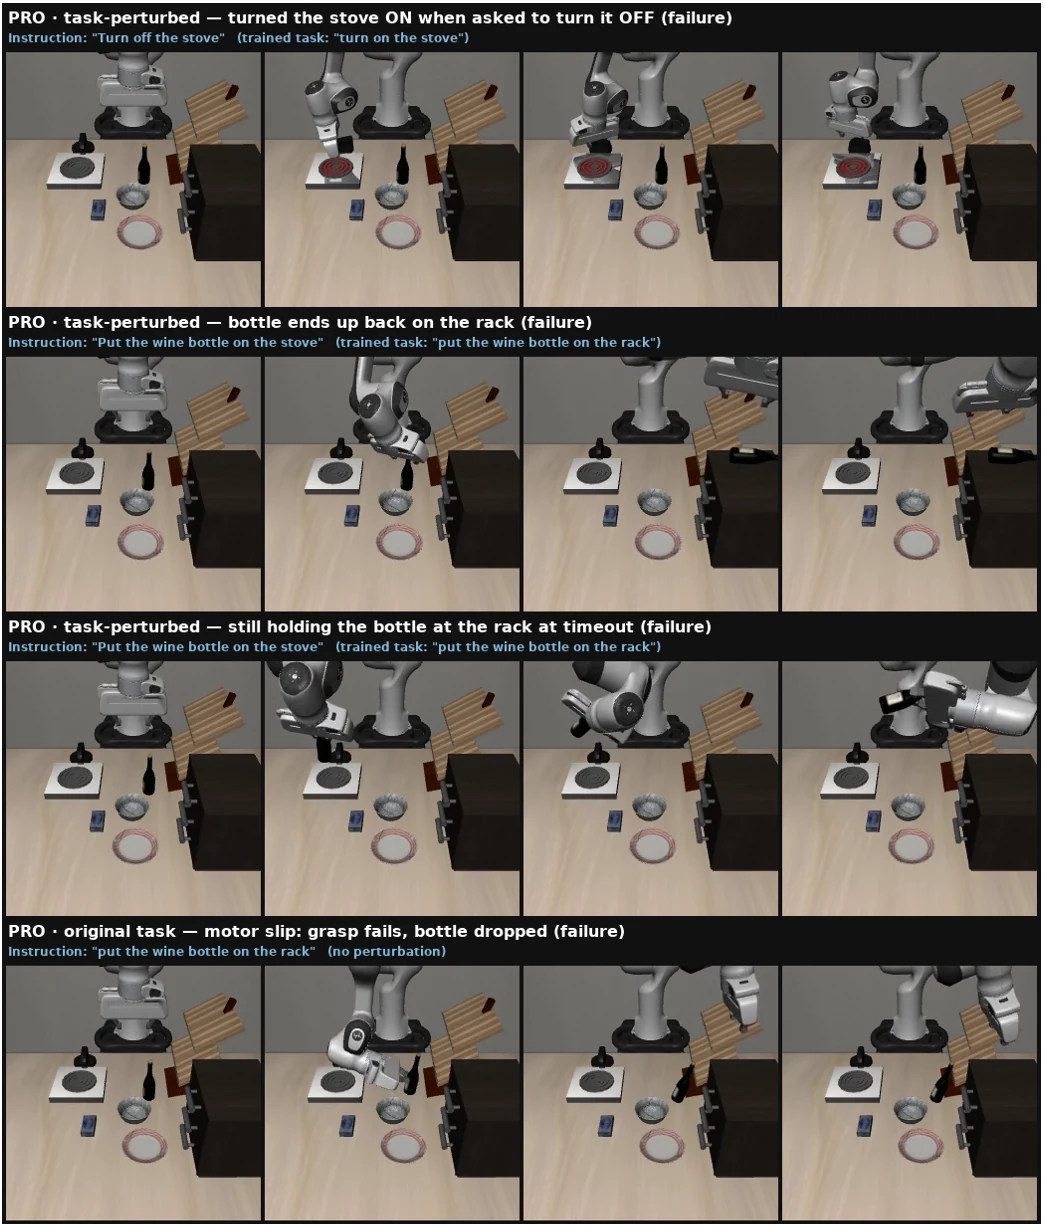 PRO · task-perturbed — turned the stove ON when asked to turn it OFF (failure)
Instruction: "Turn off the stove" (trained task: "turn on the stove")
PRO · task-perturbed — bottle ends up back on the rack (failure)
Instruction: "Put the wine bottle on the stove" (trained task: "put the wine bottle on the rack")
PRO · task-perturbed — still holding the bottle at the rack at timeout (failure)
Instruction: "Put the wine bottle on the stove" (trained task: "put the wine bottle on the rack")
PRO · original task — motor slip: grasp fails, bottle dropped (failure)
Instruction: "put the wine bottle on the rack" (no perturbation)